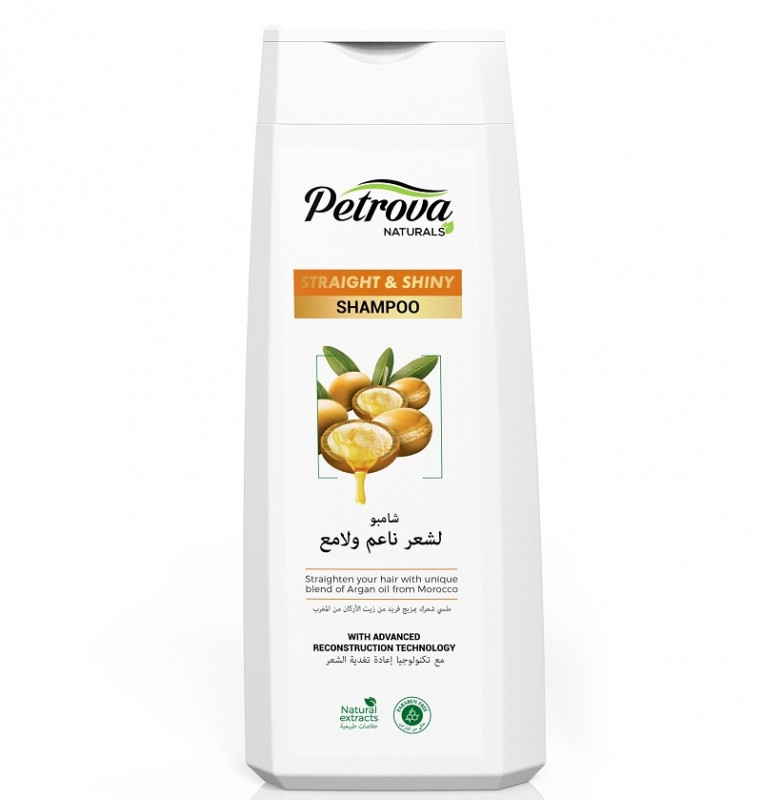 Petrova
NATURALS
STRAIGHT & SHINY
SHAMPOO
شامبو
لشعر ناعم ولامع
Straighten your hair with unique
blend of Argan oil from Morocco
ملسي شعرك بمزيج فريد من زيت الأركان من المغرب
WITH ADVANCED
RECONSTRUCTION TECHNOLOGY
مع تكنولوجيا إعادة تغذية الشعر
Natural
extracts
خلاصات طبيعية
PARABEN FREE